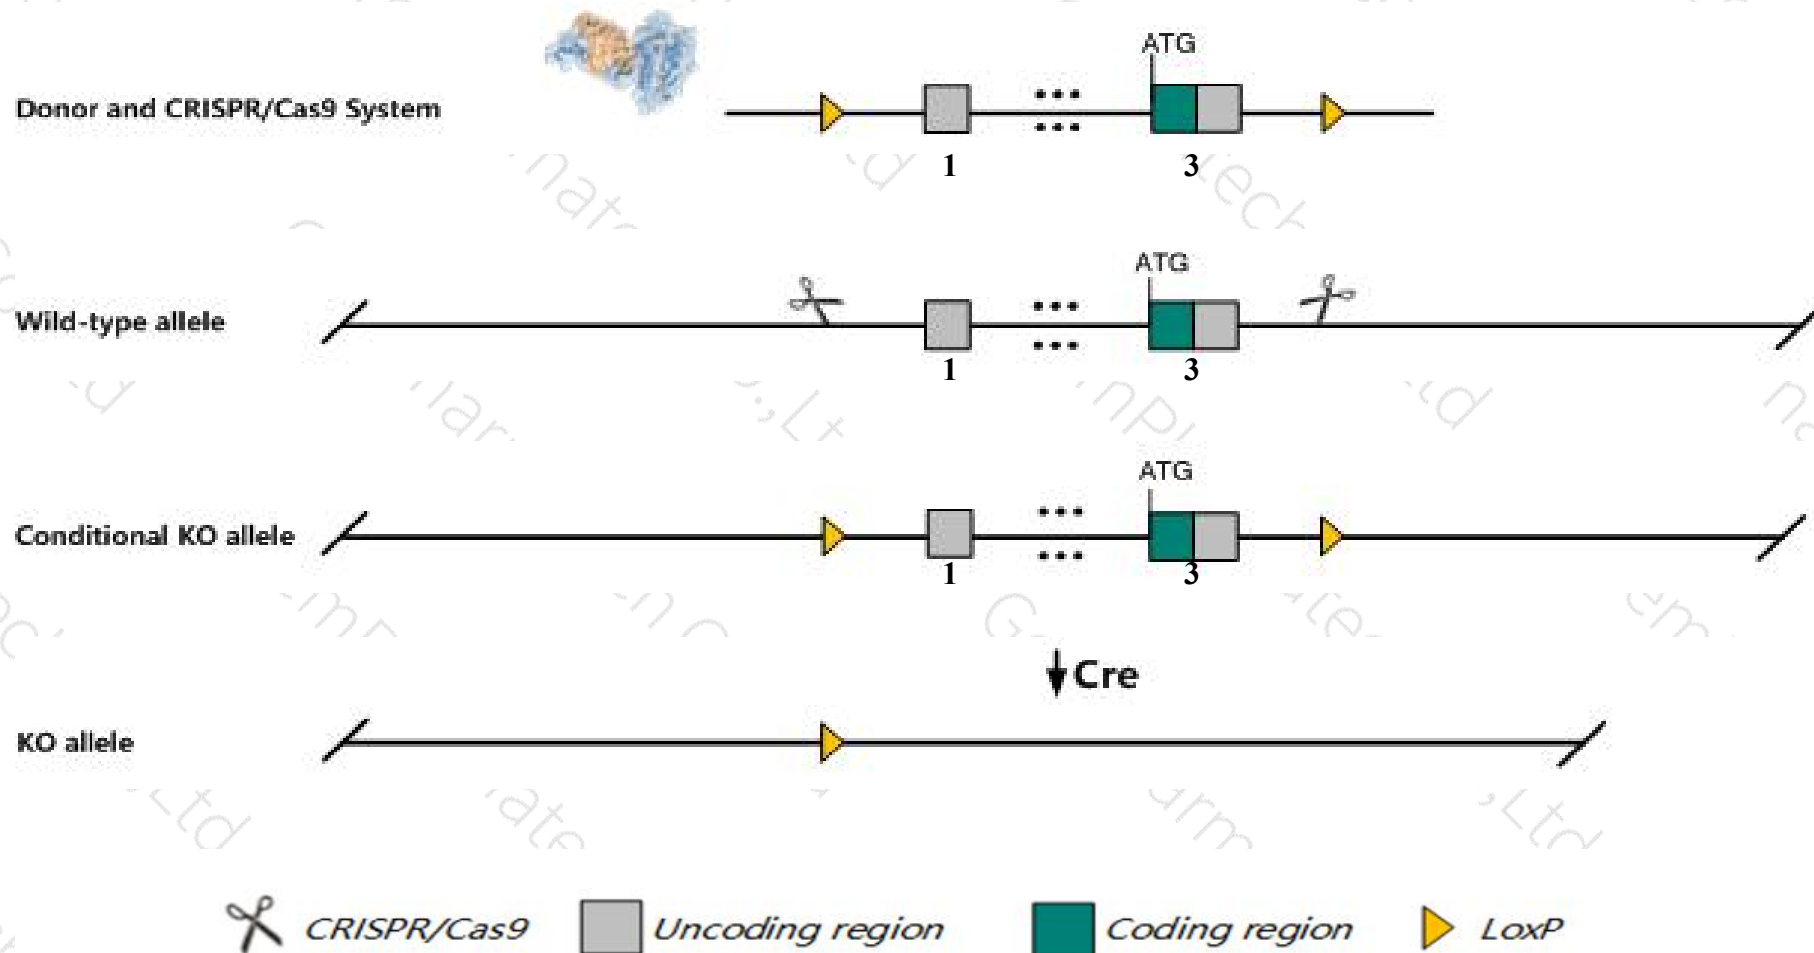 ATG
Donor and CRISPR/Cas9 System
1 3
ATG
Wild-type allele
1 3
ATG
Conditional KO allele
1 3
Cre
KO allele
CRISPR/Cas9 Uncoding region Coding region LoxP